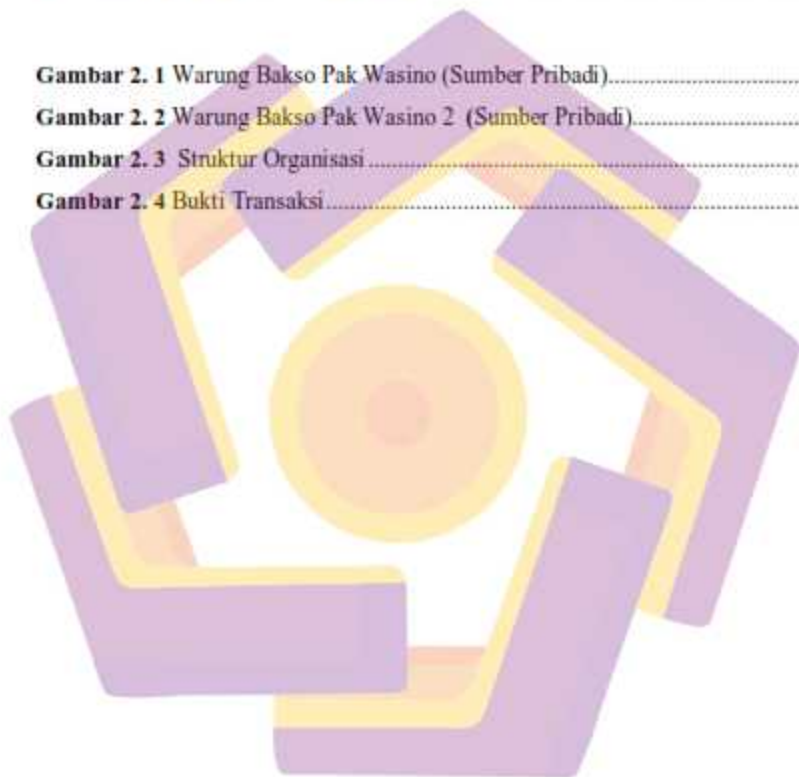 Gambar 2. 1 Warung Bakso Pak Wasino (Sumber Pribadi)..............................
Gambar 2. 2 Warung Bakso Pak Wasino 2  (Sumber Pribadi)..........................
Gambar 2. 3  Struktur Organisasi..............................................................
Gambar 2. 4 Bukti Transaksi.....................................................................